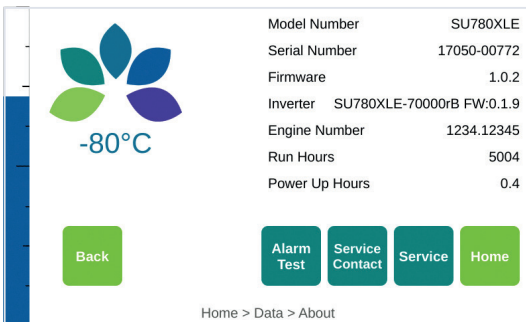 Model Number SU780XLE
Serial Number 17050-00772
Firmware 1.0.2
Inverter SU780XLE-70000rB FW:0.1.9
Engine Number 1234.12345
Run Hours 5004
Power Up Hours 0.4
-80°C
Back
Alarm
Test
Service
Contact
Service
Home
Home > Data > About